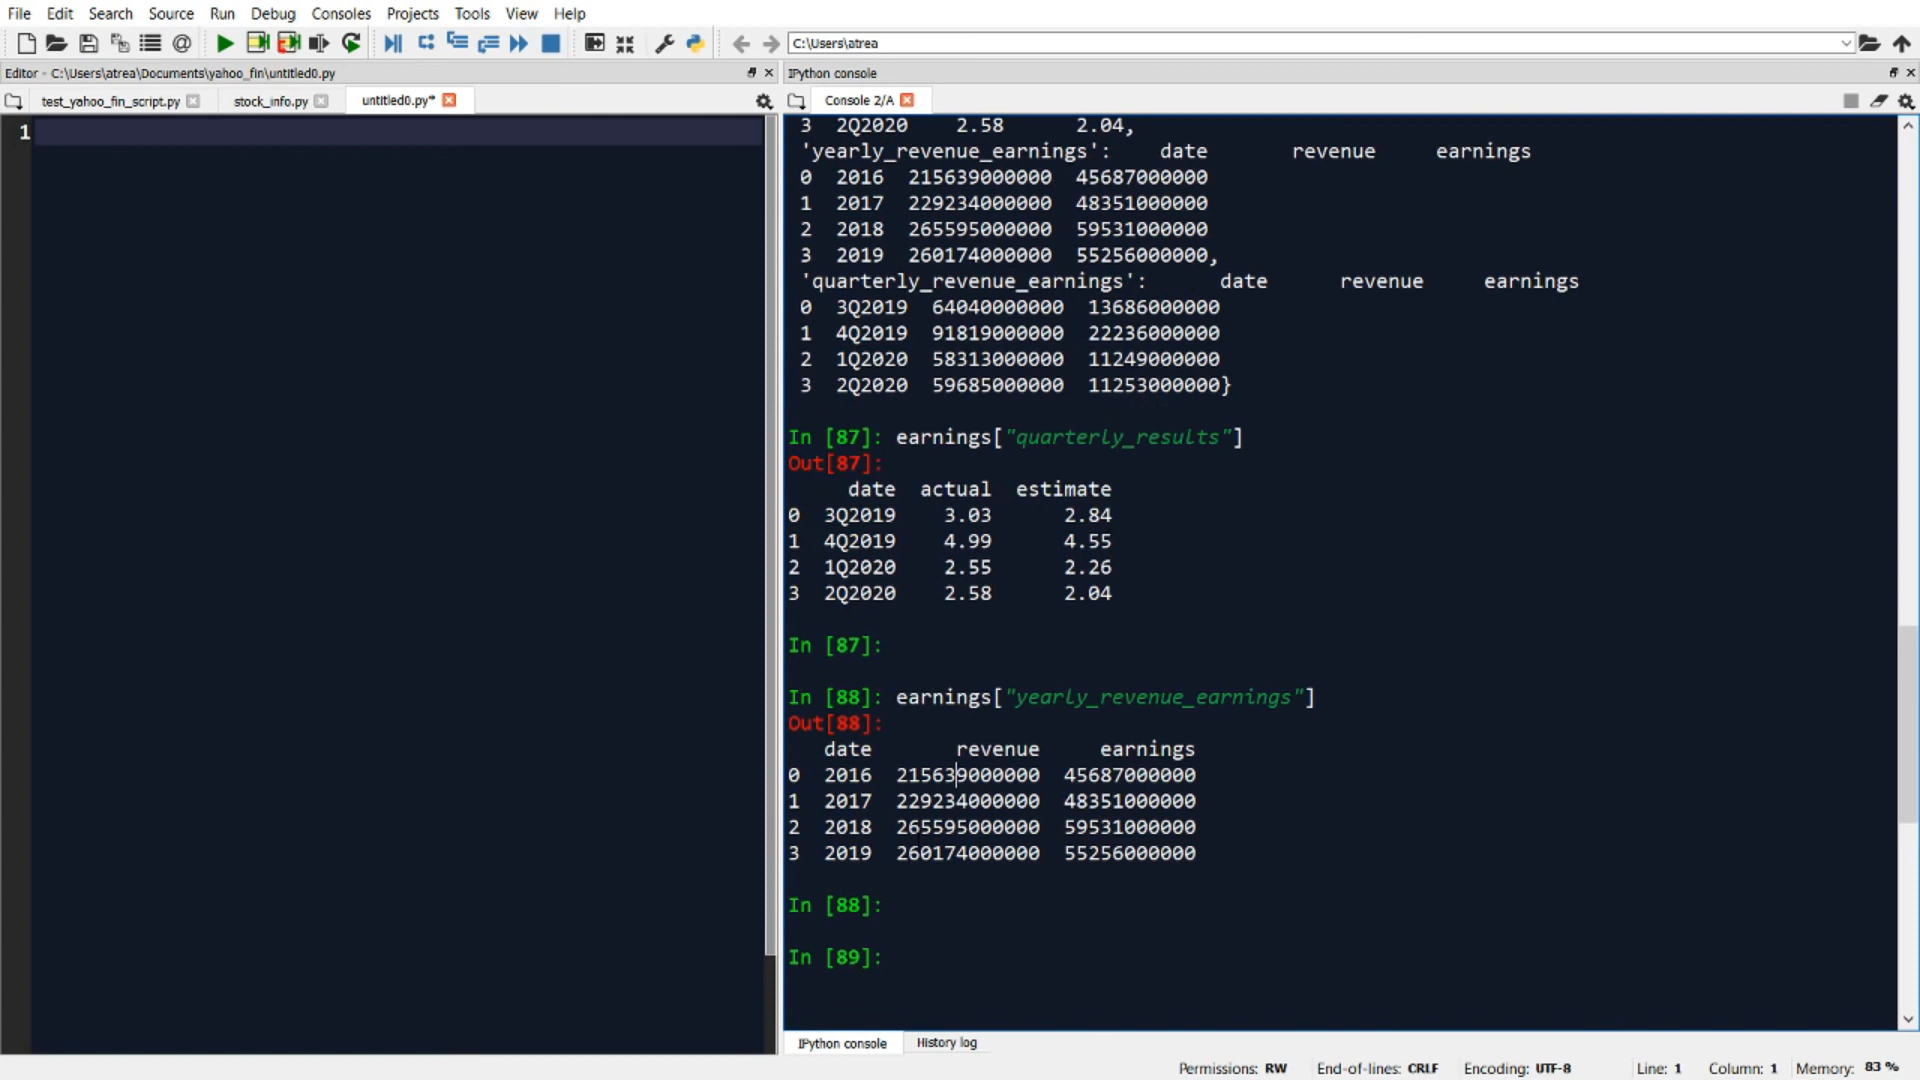 File Edit Search Source Run Debug Consoles Projects Tools View Help
C:\Users\atrea
Editor - C:\Users\atrea\Documents\yahoo_fin\untitled0.py
IPython console
test_yahoo_fin_script.py stock_info.py untitled0.py*
Console 2/A
1
3 2Q2020 2.58 2.04,
'yearly_revenue_earnings': date revenue earnings
0 2016 215639000000 45687000000
1 2017 229234000000 48351000000
2 2018 265595000000 59531000000
3 2019 260174000000 55256000000,
'quarterly_revenue_earnings': date revenue earnings
0 3Q2019 64040000000 13686000000
1 4Q2019 91819000000 22236000000
2 1Q2020 58313000000 11249000000
3 2Q2020 59685000000 11253000000}
In [87]: earnings["quarterly_results"]
Out[87]:
date actual estimate
0 3Q2019 3.03 2.84
1 4Q2019 4.99 4.55
2 1Q2020 2.55 2.26
3 2Q2020 2.58 2.04
In [87]:
In [88]: earnings["yearly_revenue_earnings"]
Out[88]:
date revenue earnings
0 2016 215639000000 45687000000
1 2017 229234000000 48351000000
2 2018 265595000000 59531000000
3 2019 260174000000 55256000000
In [88]:
In [89]:
IPython console History log
Permissions: RW End-of-lines: CRLF Encoding: UTF-8 Line: 1 Column: 1 Memory: 83 %